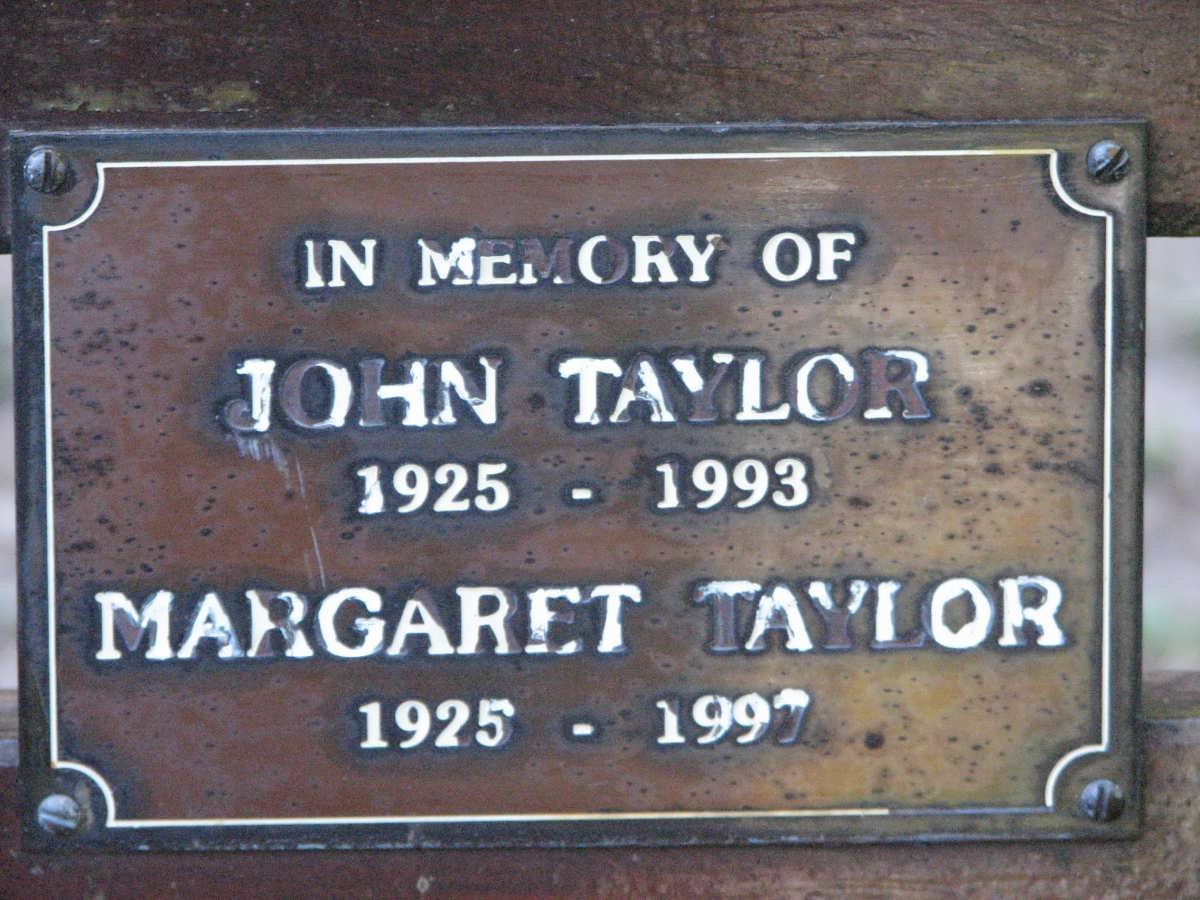 IN MEMORY OF
JOHN TAYLOR
1925 - 1993
MARGARET TAYLOR
1925 - 1997